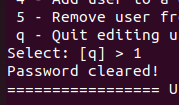 4 - Add user to a
5 - Remove user fr
q - Quit editing u
Select: [q] > 1
Password cleared!
================= U